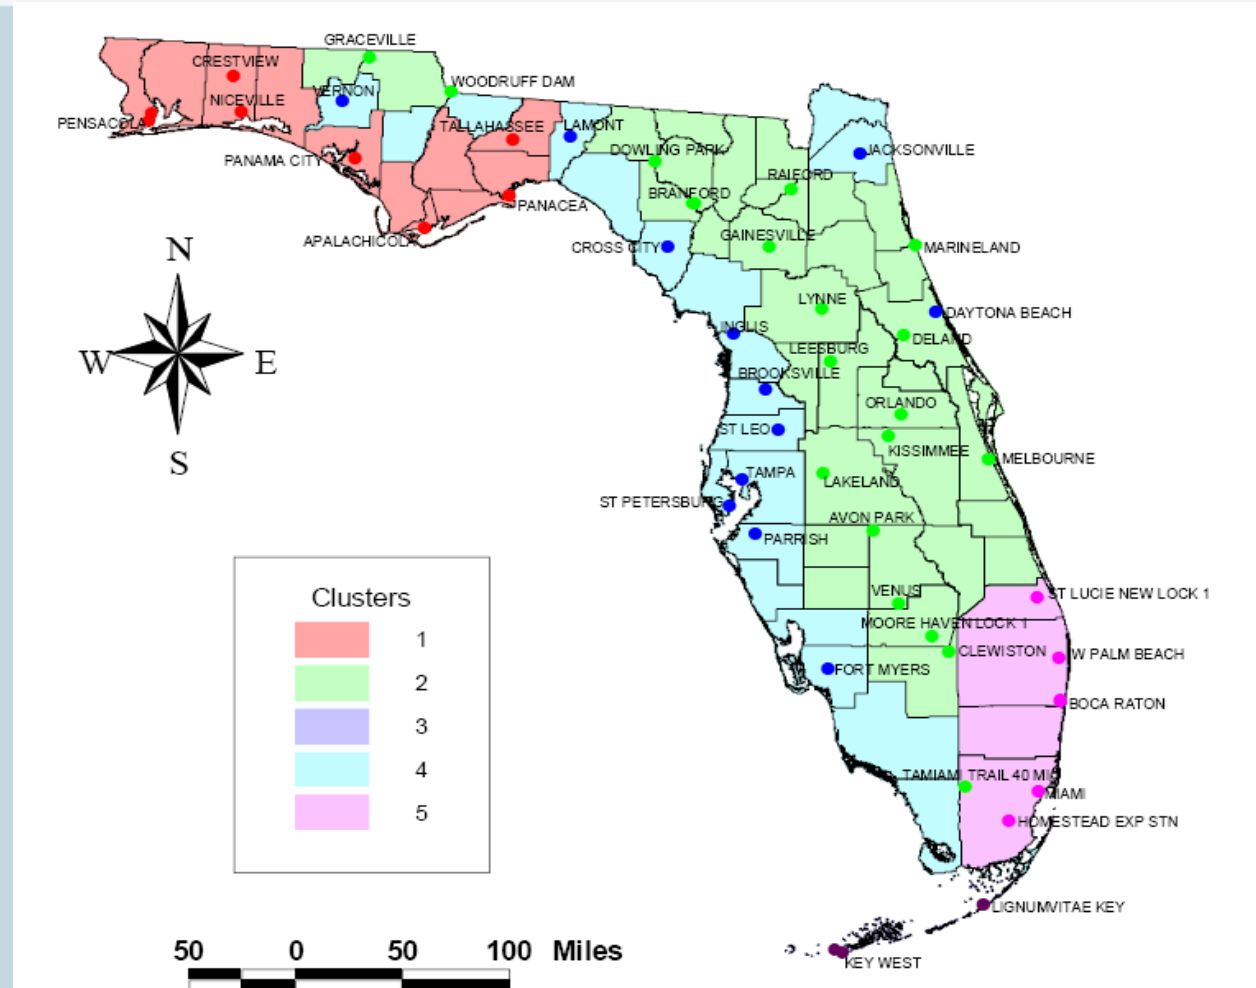 GRACEVILLE
CRESTVIEW
WOODRUFF DAM
VERNON
NICEVILLE
PENSACOLA
TALLAHASSEE
LAMONT
DOWLING PARK
JACKSONVILLE
PANAMA CITY
RAIFORD
BRANFORD
PANACEA
APALACHICOLA
GAINESVILLE
CROSS CITY
MARINELAND
N
W
E
S
LYNNE
DAYTONA BEACH
INGLIS
DELAND
LEESBURG
BROOKSVILLE
ORLANDO
ST LEO
KISSIMMEE
MELBOURNE
TAMPA
LAKELAND
ST PETERSBURG
AVON PARK
PARRISH
VENUS
ST LUCIE NEW LOCK 1
MOORE HAVEN LOCK 1
CLEWISTON
W PALM BEACH
FORT MYERS
BOCA RATON
TAMIAMI TRAIL 40 MI
MIAMI
HOMESTEAD EXP STN
LIGNUMVITAE KEY
KEY WEST
Clusters
1
2
3
4
5
50 0 50 100 Miles